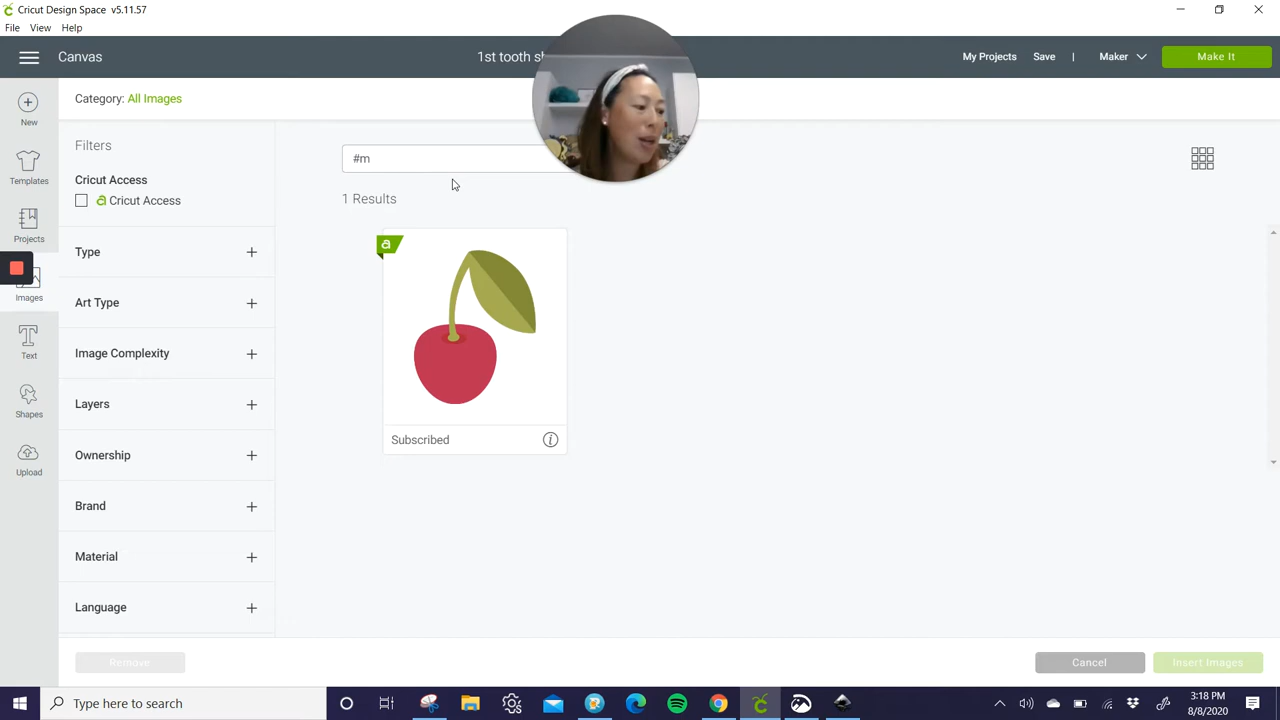 Cricut Design Space v5.11.57
File View Help
Canvas
1st tooth sh
My Projects Save | Maker Make It
New
Templates
Projects
Images
Text
Shapes
Upload
Category: All Images
Filters
Cricut Access
a Cricut Access
Type +
Art Type +
Image Complexity +
Layers +
Ownership +
Brand +
Material +
Language +
#m
1 Results
a
Subscribed i
Remove
Cancel
Insert Images
Type here to search
3:18 PM
8/8/2020